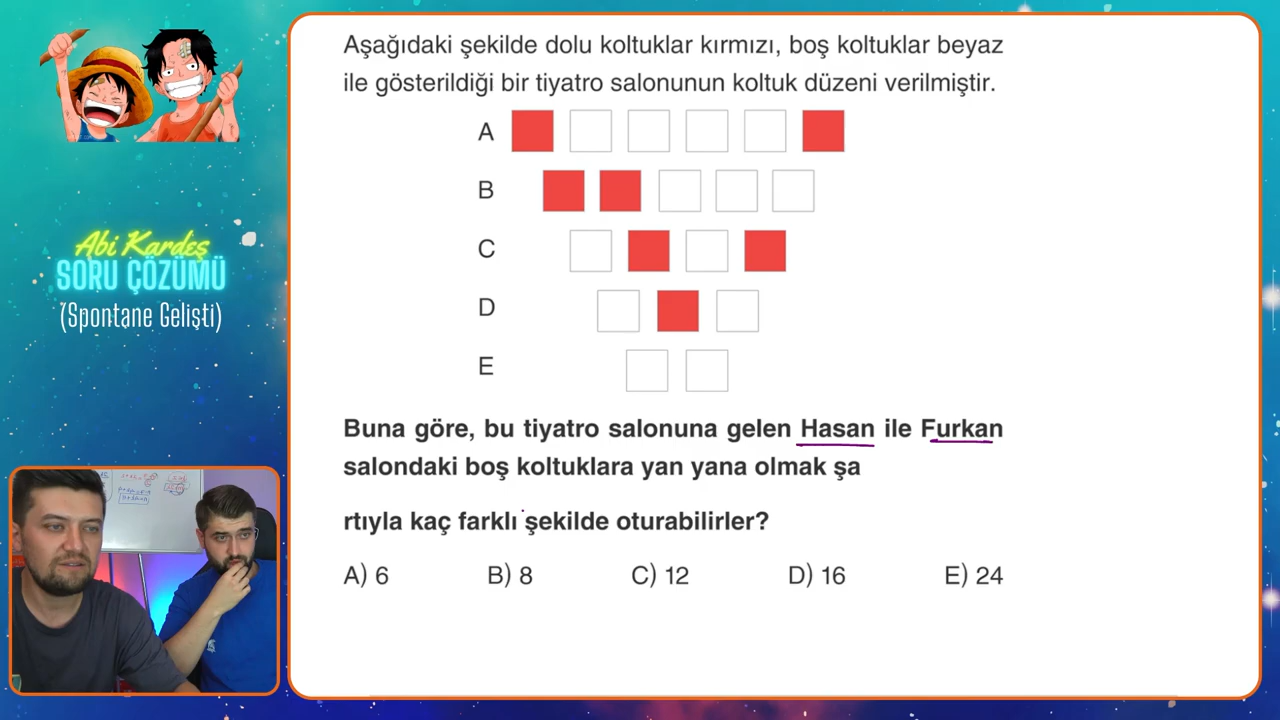 Abi Kardeş
SORU ÇÖZÜMÜ
(Spontane Gelişti)
Aşağıdaki şekilde dolu koltuklar kırmızı, boş koltuklar beyaz
ile gösterildiği bir tiyatro salonunun koltuk düzeni verilmiştir.
A
B
C
D
E
Buna göre, bu tiyatro salonuna gelen Hasan ile Furkan
salondaki boş koltuklara yan yana olmak şa
rtıyla kaç farklı şekilde oturabilirler?
A) 6 B) 8 C) 12 D) 16 E) 24